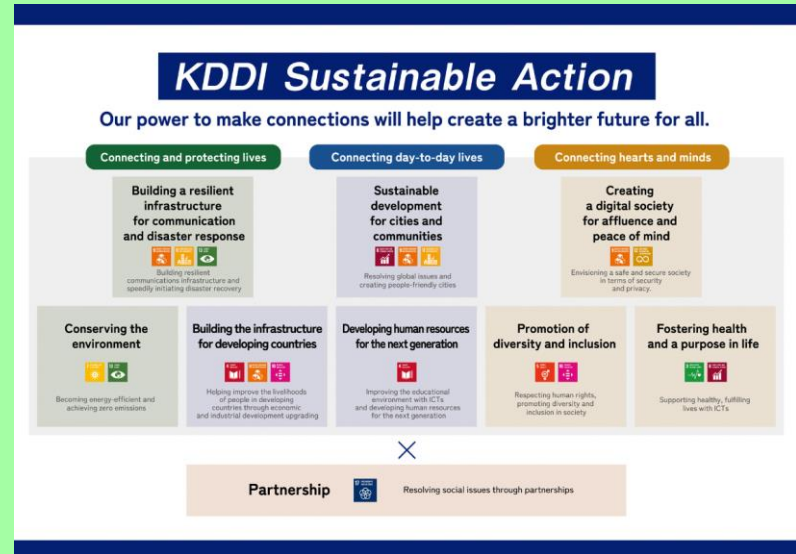 KDDI Sustainable Action
Our power to make connections will help create a brighter future for all.
Connecting and protecting lives
Connecting day-to-day lives
Connecting hearts and minds
Building a resilient
infrastructure
for communication
and disaster response
Building resilient
communications infrastructure and
speedily initiating disaster recovery
Sustainable
development
for cities and
communities
Resolving global issues and
creating people-friendly cities
Creating
a digital society
for affluence and
peace of mind
Envisioning a safe and secure society
in terms of security
and privacy.
Conserving the
environment
Becoming energy-efficient and
achieving zero emissions
Building the infrastructure
for developing countries
Helping improve the livelihoods
of people in developing
countries through economic
and industrial development upgrading
Developing human resources
for the next generation
Improving the educational
environment with ICTs
and developing human resources
for the next generation
Promotion of
diversity and inclusion
Respecting human rights,
promoting diversity and
inclusion in society
Fostering health
and a purpose in life
Supporting healthy, fulfilling
lives with ICTs
×
Partnership
Resolving social issues through partnerships